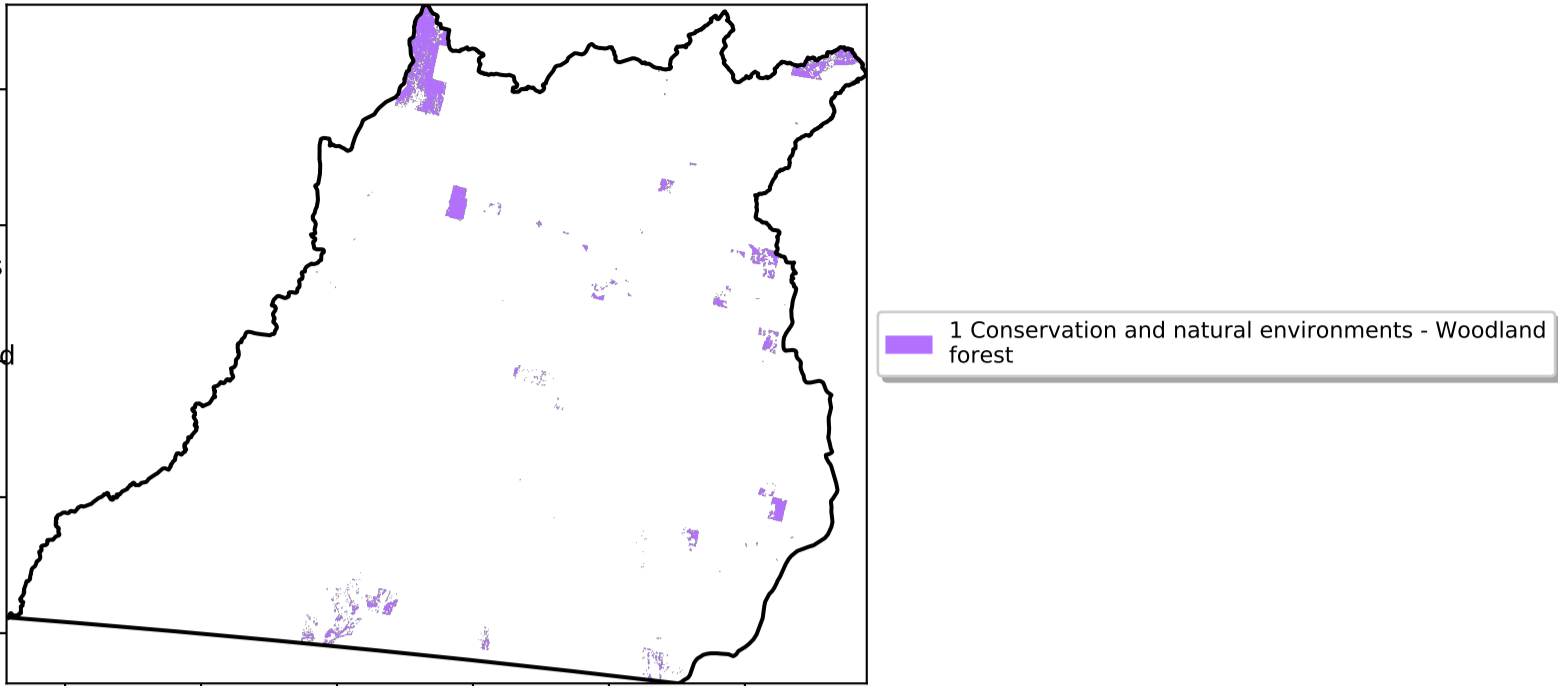 d
1 Conservation and natural environments - Woodland
forest